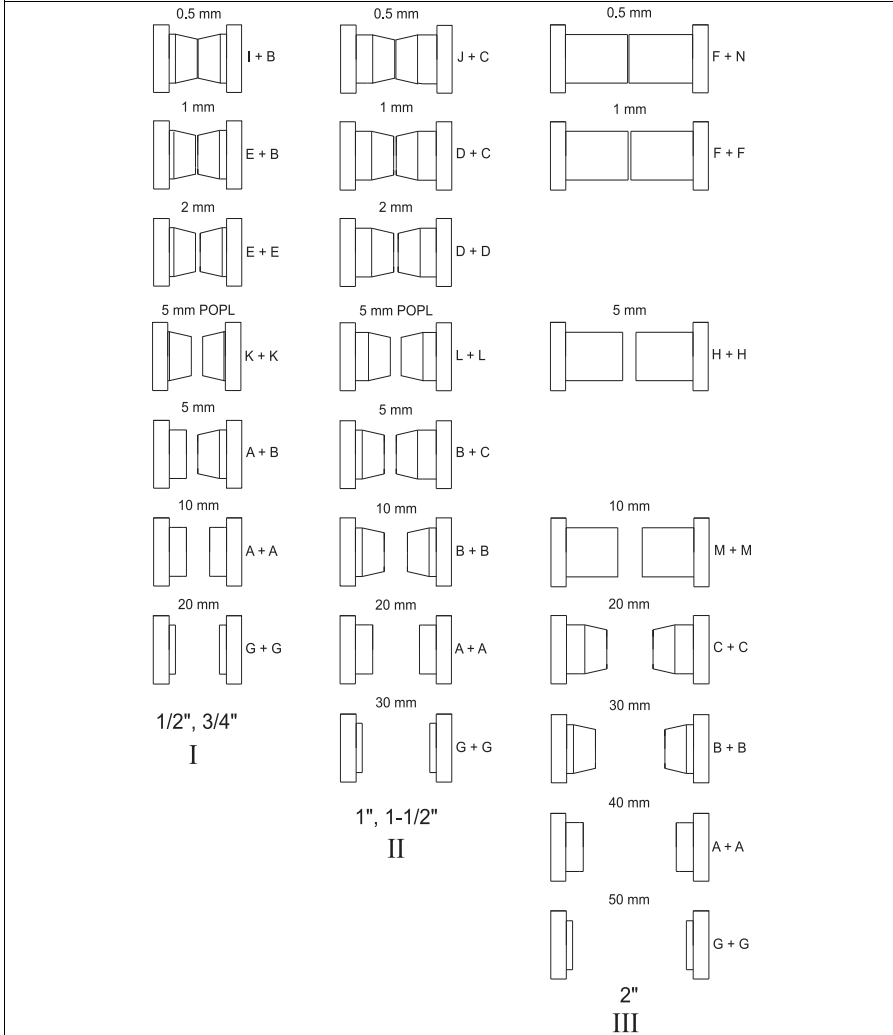 0.5 mm 0.5 mm 0.5 mm
I + B J + C F + N
1 mm 1 mm 1 mm
E + B D + C F + F
2 mm 2 mm
E + E D + D
5 mm POPL 5 mm POPL 5 mm
K + K L + L H + H
5 mm 5 mm
A + B B + C
10 mm 10 mm 10 mm
A + A B + B M + M
20 mm 20 mm 20 mm
G + G A + A C + C
30 mm 30 mm
1/2", 3/4"
I
G + G B + B
40 mm
1", 1-1/2"
II
A + A
50 mm
G + G
2"
III